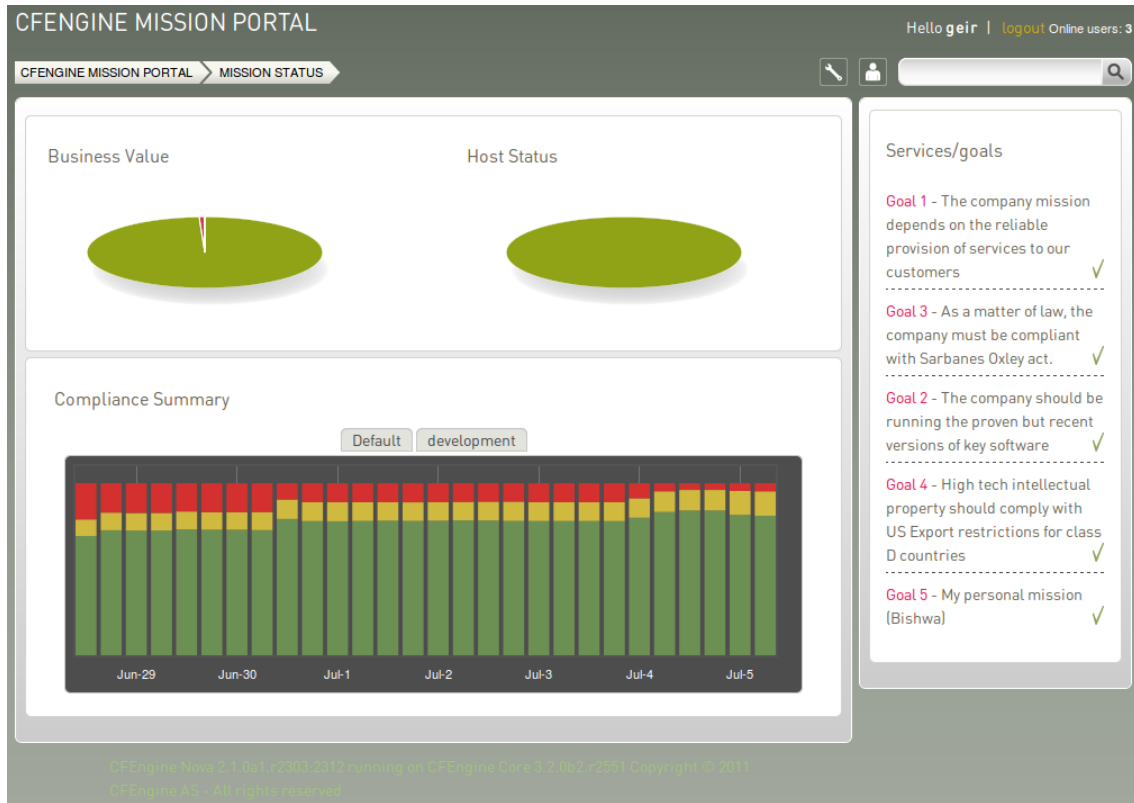 CFENGINE MISSION PORTAL
Hello geir | logout Online users: 3
CFENGINE MISSION PORTAL
MISSION STATUS
Business Value
Host Status
Compliance Summary
Default
development
Jun-29
Jun-30
Jul-1
Jul-2
Jul-3
Jul-4
Jul-5
Services/goals
Goal 1 - The company mission
depends on the reliable
provision of services to our
customers
Goal 3 - As a matter of law, the
company must be compliant
with Sarbanes Oxley act.
Goal 2 - The company should be
running the proven but recent
versions of key software
Goal 4 - High tech intellectual
property should comply with
US Export restrictions for class
D countries
Goal 5 - My personal mission
(Bishwa)
CFEngine Nova 2.1.0a1.r2303:2312 running on CFEngine Core 3.2.0b2.r2551 Copyright © 2011
CFEngine AS - All rights reserved